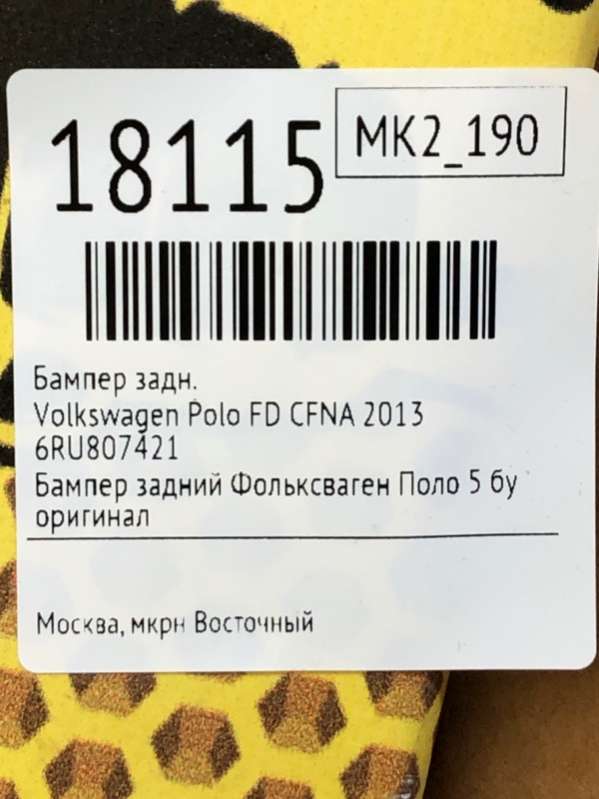 18115
MK2_190
Бампер задн.
Volkswagen Polo FD CFNA 2013
6RU807421
Бампер задний Фольксваген Поло 5 бу
оригинал
Москва, мкрн Восточный